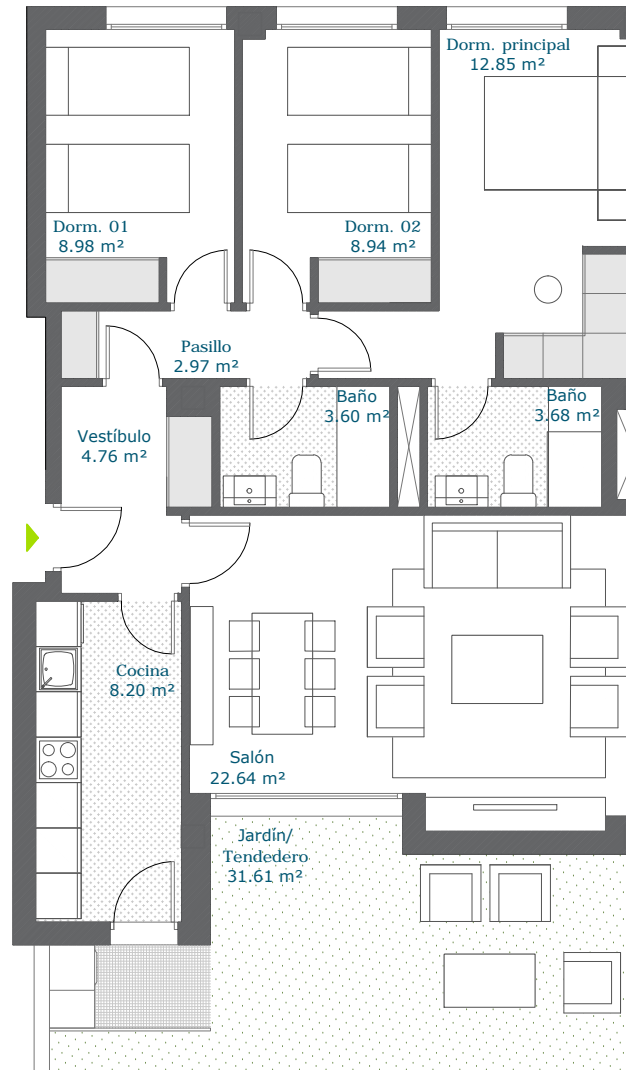 Dorm. principal
12.85 m²
Dorm. 01
8.98 m²
Dorm. 02
8.94 m²
Pasillo
2.97 m²
Baño
3.60 m²
Baño
3.68 m²
Vestíbulo
4.76 m²
Cocina
8.20 m²
Salón
22.64 m²
Jardín/
Tendedero
31.61 m²